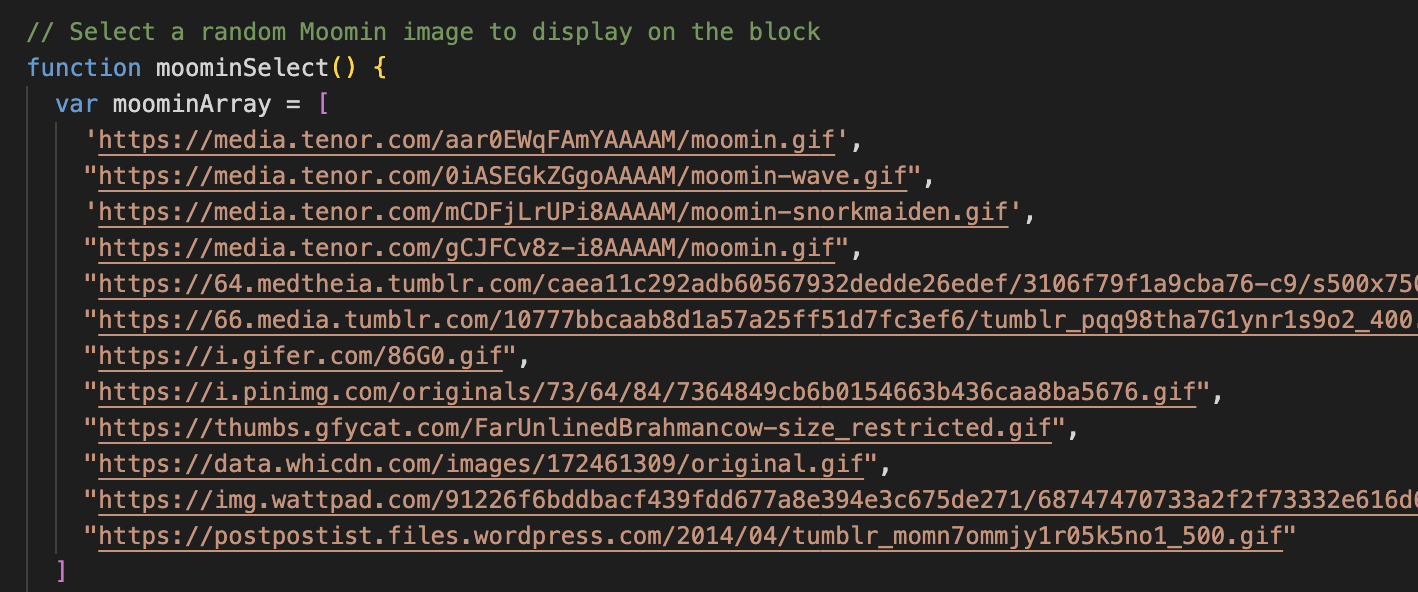 // Select a random Moomin image to display on the block
function moominSelect() {
var moominArray = [
'https://media.tenor.com/aar0EWqFAmYAAAAM/moomin.gif',
"https://media.tenor.com/0iASEGkZGgoAAAAM/moomin-wave.gif",
'https://media.tenor.com/mCDFjLrUPi8AAAAM/moomin-snorkmaiden.gif',
"https://media.tenor.com/gCJFCv8z-i8AAAAM/moomin.gif",
"https://64.medtheia.tumblr.com/caea11c292adb60567932dedde26edef/3106f79f1a9cba76-c9/s500x750
"https://66.media.tumblr.com/10777bbcaab8d1a57a25ff51d7fc3ef6/tumblr_pqq98tha7G1ynr1s9o2_400.
"https://i.gifer.com/86G0.gif",
"https://i.pinimg.com/originals/73/64/84/7364849cb6b0154663b436caa8ba5676.gif",
"https://thumbs.gfycat.com/FarUnlinedBrahmancow-size_restricted.gif",
"https://data.whicdn.com/images/172461309/original.gif",
"https://img.wattpad.com/91226f6bddbacf439fdd677a8e394e3c675de271/68747470733a2f2f73332e616d6
"https://postpostist.files.wordpress.com/2014/04/tumblr_momn7ommjy1r05k5no1_500.gif"
]